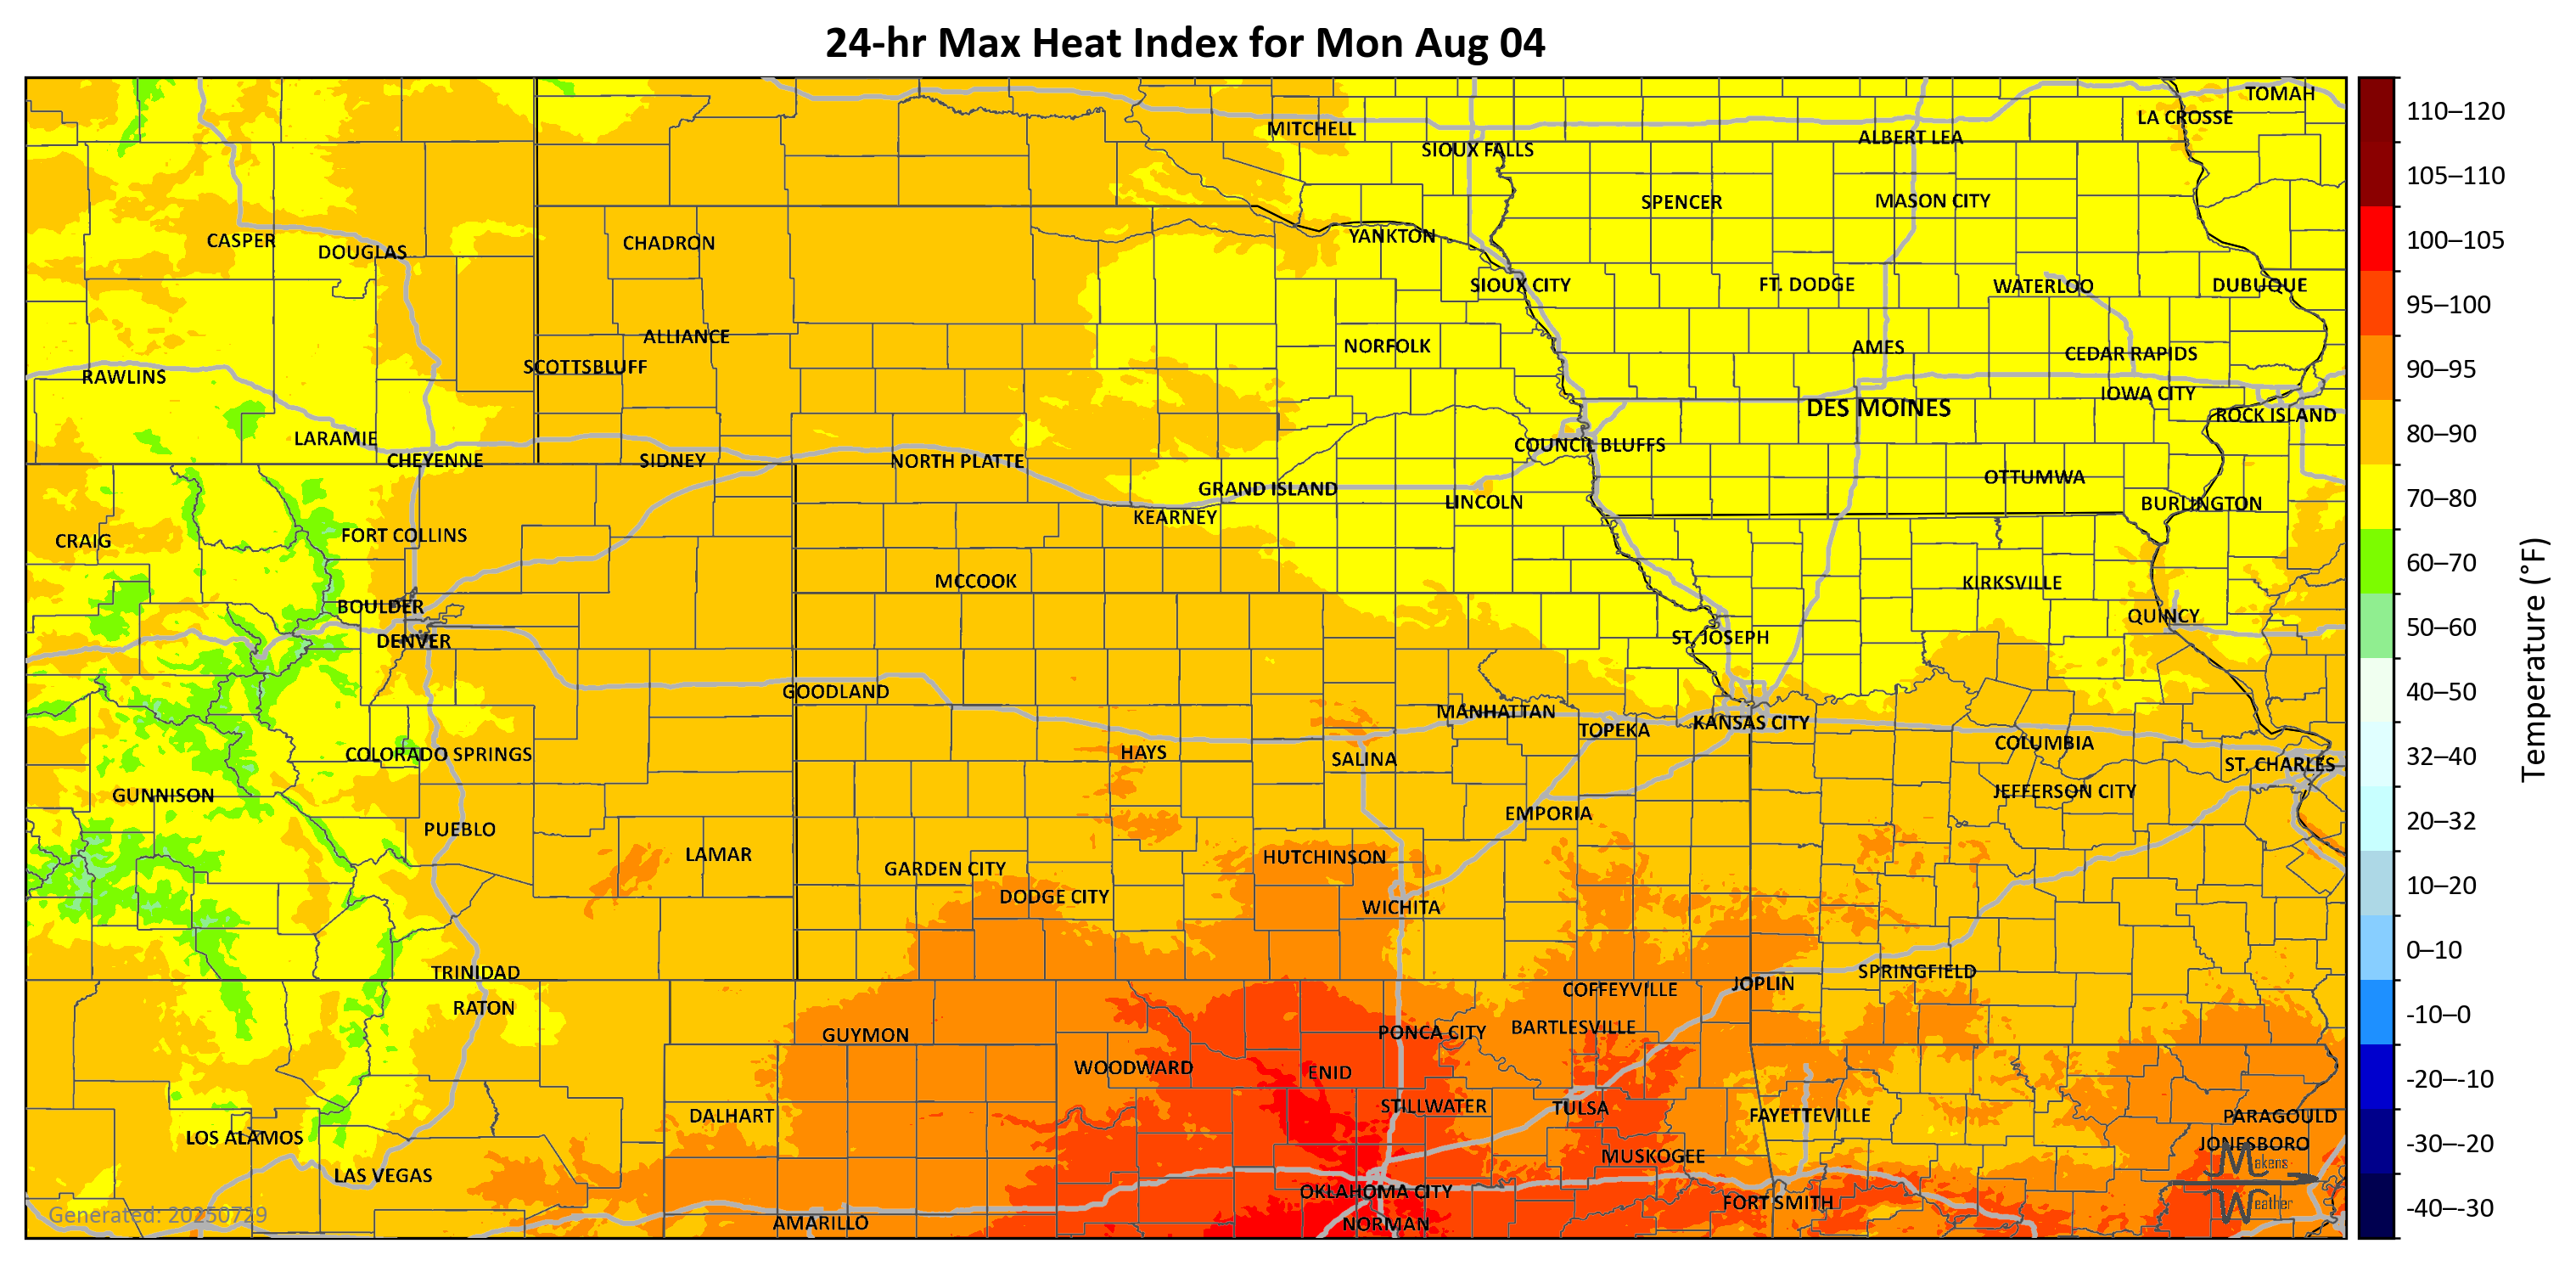 24-hr Max Heat Index for Mon Aug 04
TOMAH
LA CROSSE
MITCHELL
ALBERT LEA
SIOUX FALLS
SPENCER
MASON CITY
CASPER
DOUGLAS
CHADRON
YANKTON
SIOUX CITY
FT. DODGE
WATERLOO
DUBUQUE
ALLIANCE
NORFOLK
AMES
CEDAR RAPIDS
SCOTTSBLUFF
RAWLINS
IOWA CITY
DES MOINES
ROCK ISLAND
LARAMIE
COUNCIL BLUFFS
CHEYENNE
SIDNEY
NORTH PLATTE
OTTUMWA
GRAND ISLAND
LINCOLN
BURLINGTON
KEARNEY
FORT COLLINS
CRAIG
MCCOOK
KIRKSVILLE
BOULDER
QUINCY
DENVER
ST. JOSEPH
GOODLAND
MANHATTAN
TOPEKA
KANSAS CITY
COLUMBIA
COLORADO SPRINGS
HAYS
SALINA
ST. CHARLES
GUNNISON
JEFFERSON CITY
EMPORIA
PUEBLO
LAMAR
HUTCHINSON
GARDEN CITY
DODGE CITY
WICHITA
TRINIDAD
SPRINGFIELD
JOPLIN
COFFEYVILLE
RATON
GUYMON
PONCA CITY
BARTLESVILLE
WOODWARD
ENID
STILLWATER
TULSA
DALHART
FAYETTEVILLE
PARAGOULD
LOS ALAMOS
JONESBORO
MUSKOGEE
LAS VEGAS
OKLAHOMA CITY
FORT SMITH
AMARILLO
NORMAN
Makens
Weather
Generated: 20250729
110–120
105–110
100–105
95–100
90–95
80–90
70–80
60–70
50–60
40–50
32–40
20–32
10–20
0–10
-10–0
-20–-10
-30–-20
-40–-30
Temperature (°F)